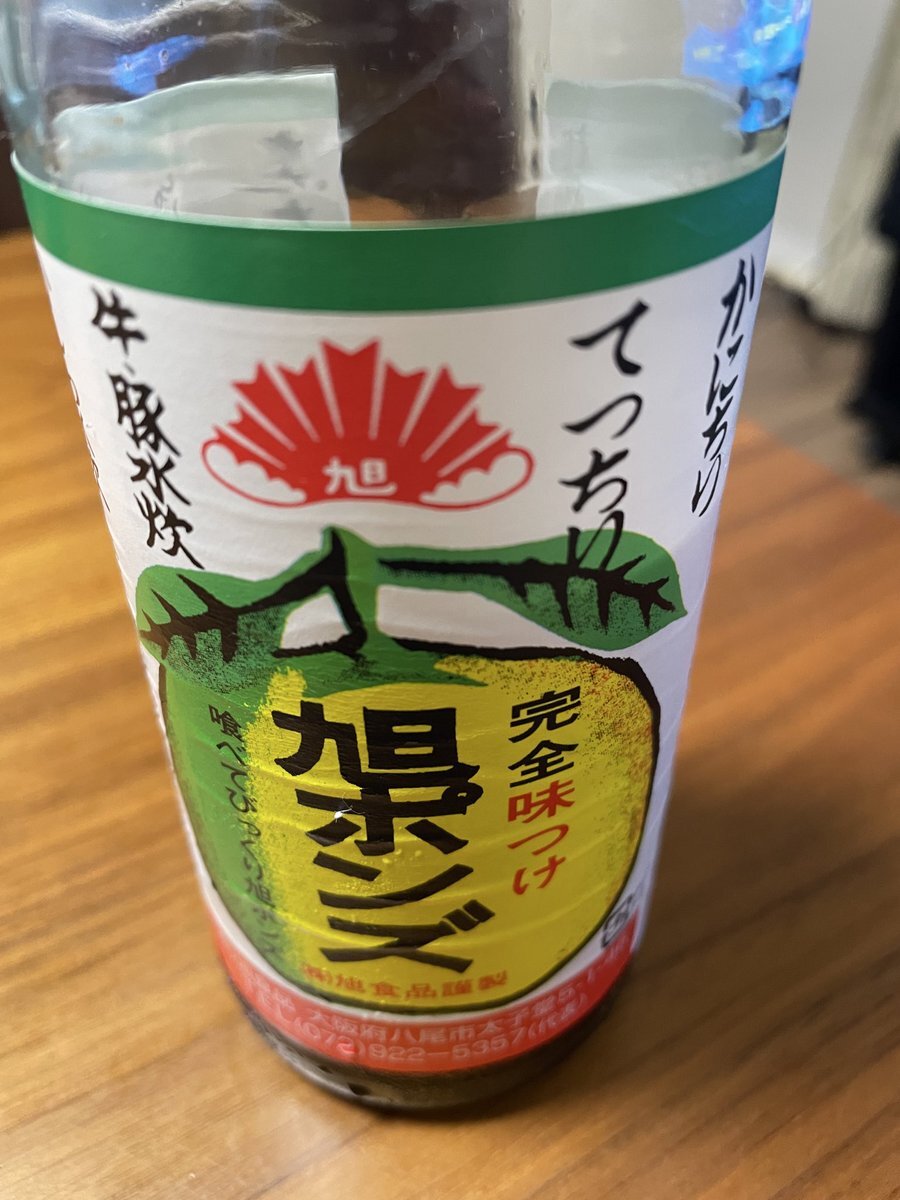 かにちり
てっちり
旭
牛、豚水炊
完全味つけ
旭ポンズ
喰べてびっくり旭ポンズ
旭食品謹製
大阪府八尾市太子堂
(072)922-5357(代表)